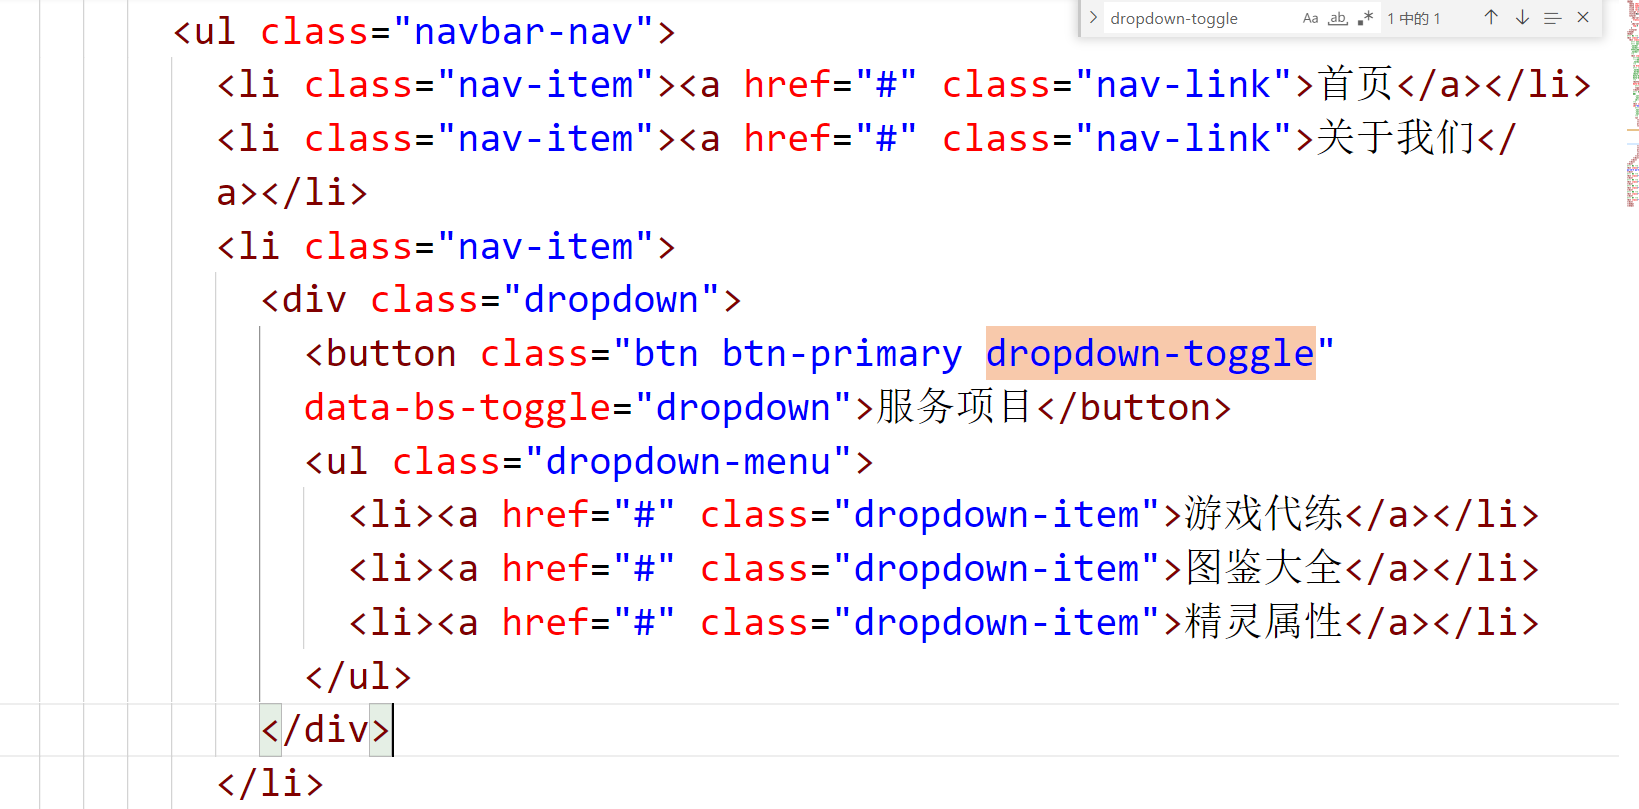 dropdown-toggle Aa ab .* 1 中的 1
<ul class="navbar-nav">
<li class="nav-item"><a href="#" class="nav-link">首页</a></li>
<li class="nav-item"><a href="#" class="nav-link">关于我们</
a></li>
<li class="nav-item">
<div class="dropdown">
<button class="btn btn-primary dropdown-toggle"
data-bs-toggle="dropdown">服务项目</button>
<ul class="dropdown-menu">
<li><a href="#" class="dropdown-item">游戏代练</a></li>
<li><a href="#" class="dropdown-item">图鉴大全</a></li>
<li><a href="#" class="dropdown-item">精灵属性</a></li>
</ul>
</div>
</li>